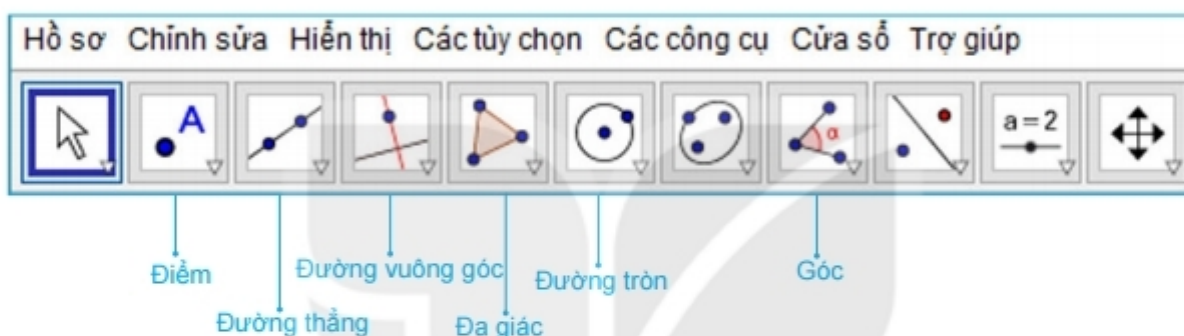 Hồ sơ Chỉnh sửa Hiển thị Các tùy chọn Các công cụ Cửa sổ Trợ giúp
A α a = 2
Điểm Đường vuông góc Đường tròn Góc
Đường thẳng Đa giác